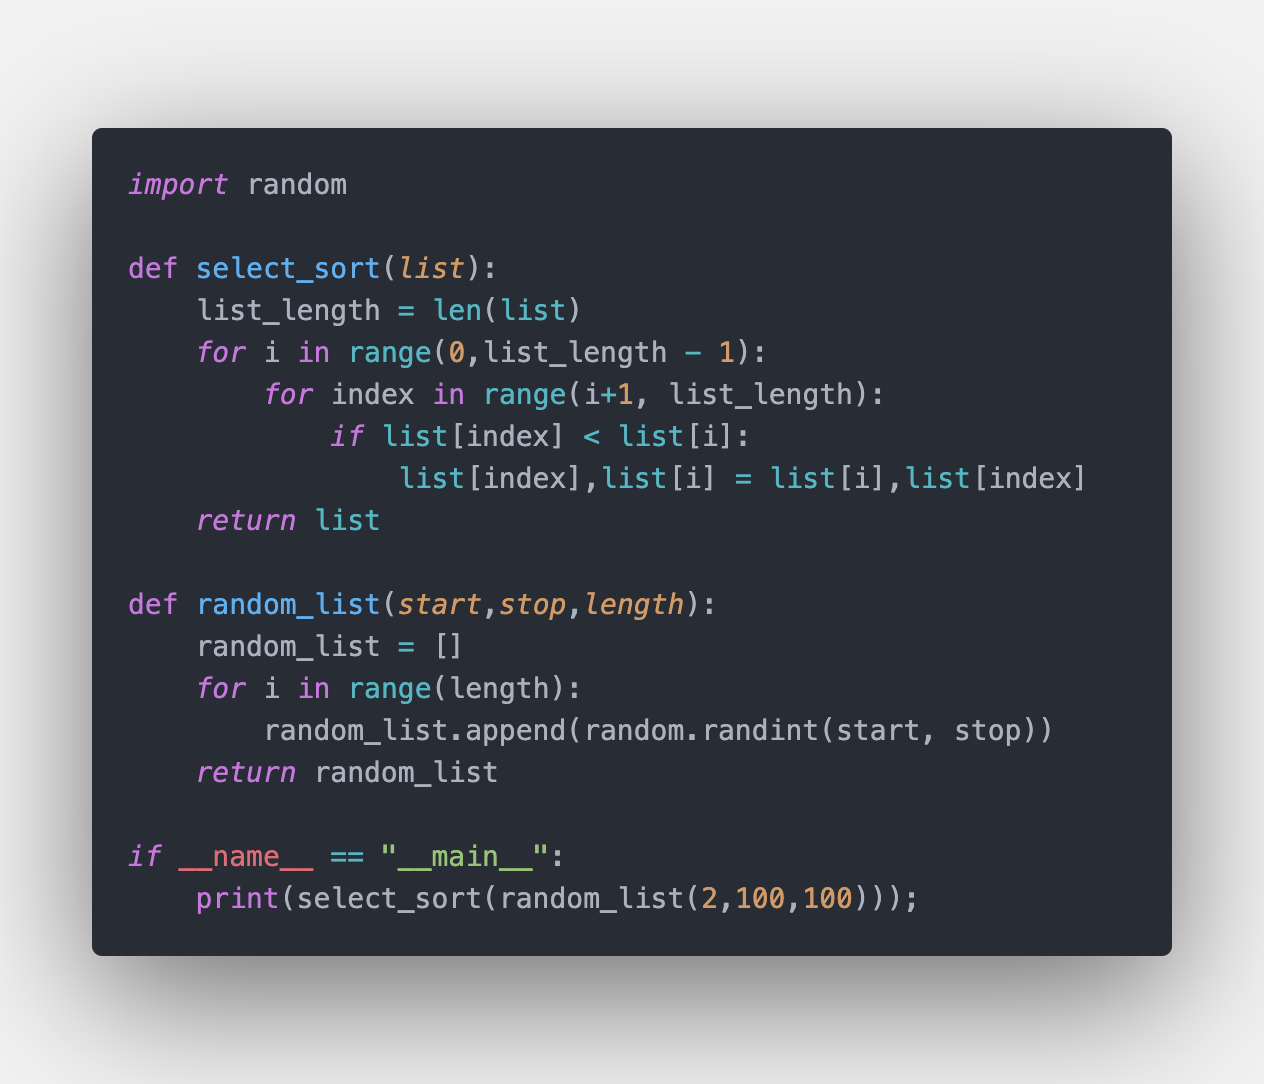 import random
def select_sort(list):
    list_length = len(list)
    for i in range(0,list_length - 1):
        for index in range(i+1, list_length):
            if list[index] < list[i]:
                list[index],list[i] = list[i],list[index]
    return list
def random_list(start,stop,length):
    random_list = []
    for i in range(length):
        random_list.append(random.randint(start, stop))
    return random_list
if __name__ == "__main__":
    print(select_sort(random_list(2,100,100)));